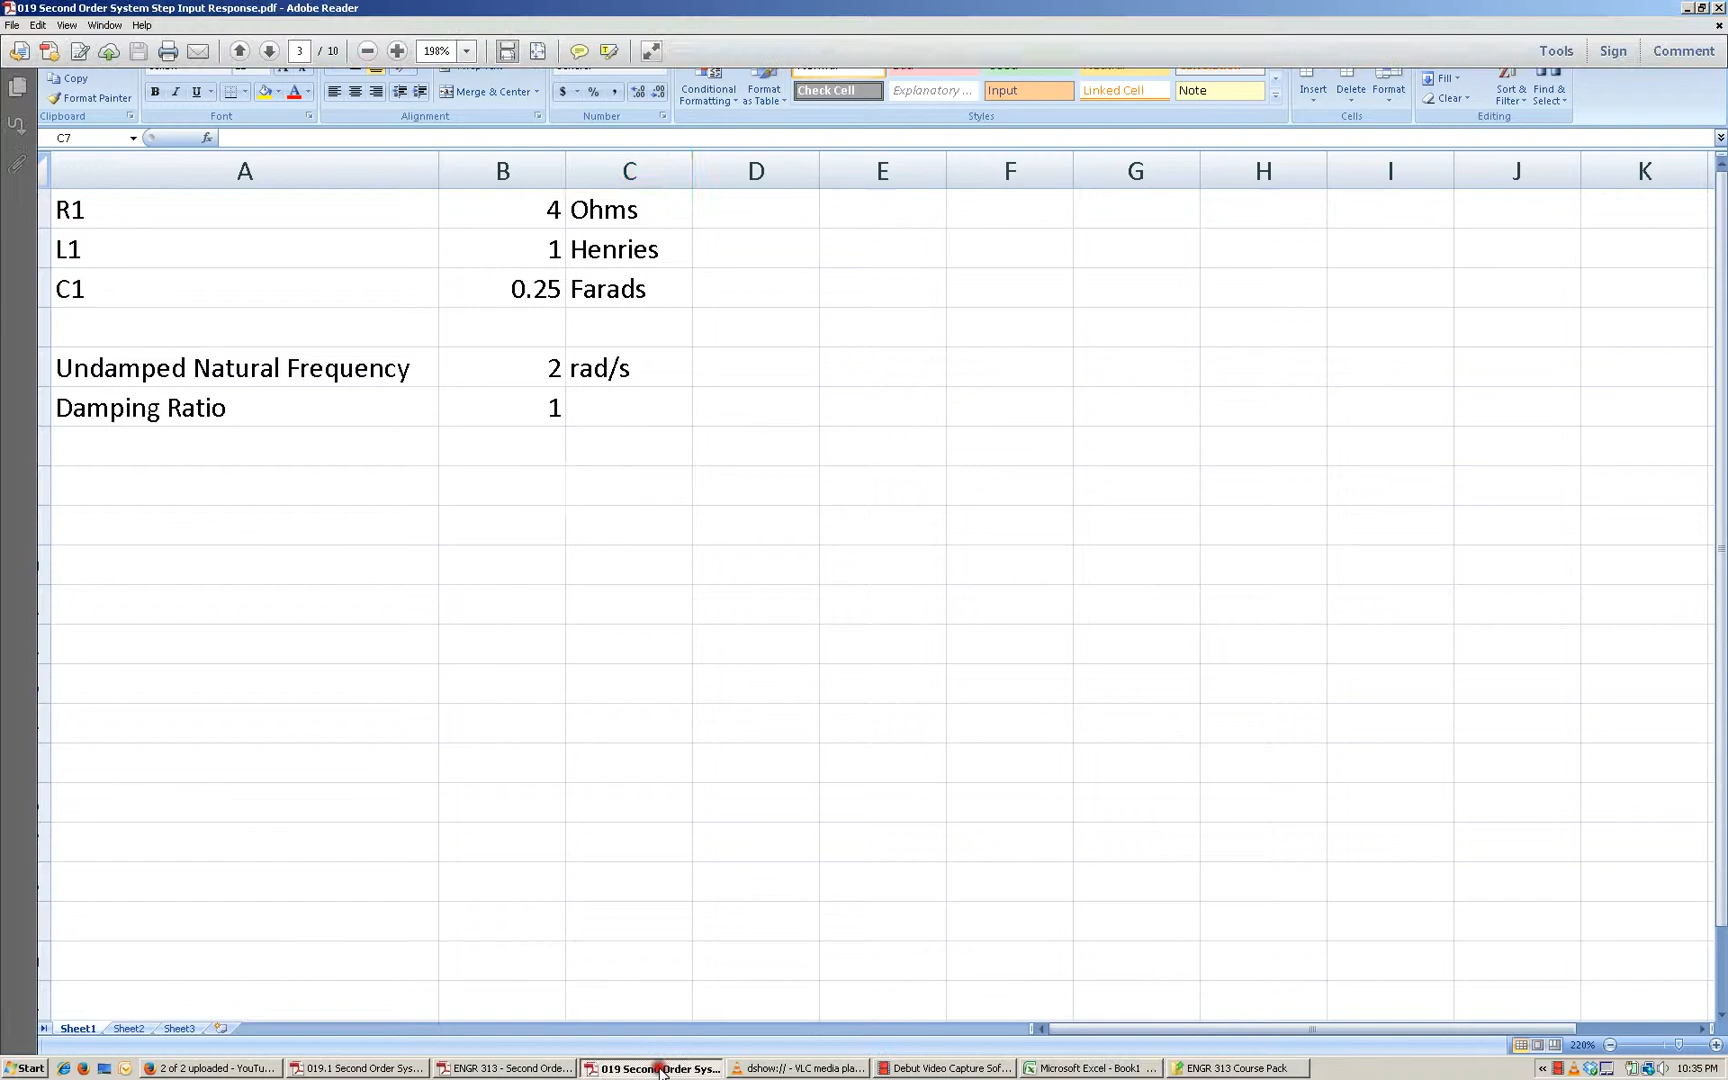 019 Second Order System Step Input Response.pdf - Adobe Reader
File Edit View Window Help
3 / 10 198% Tools Sign Comment
Copy
Format Painter
B I U Merge & Center $ % , Conditional Formatting Format as Table Check Cell Explanatory ... Input Linked Cell Note Insert Delete Format Fill Clear Sort & Filter Find & Select
Clipboard Font Alignment Number Styles Cells Editing
C7 fx
A B C D E F G H I J K
R1 4 Ohms
L1 1 Henries
C1 0.25 Farads
Undamped Natural Frequency 2 rad/s
Damping Ratio 1
Sheet1 Sheet2 Sheet3
220%
Start 2 of 2 uploaded - YouTu... 019.1 Second Order Sys... ENGR 313 - Second Orde... 019 Second Order Sys... dshow:// - VLC media pla... Debut Video Capture Sof... Microsoft Excel - Book1 ... ENGR 313 Course Pack « 10:35 PM